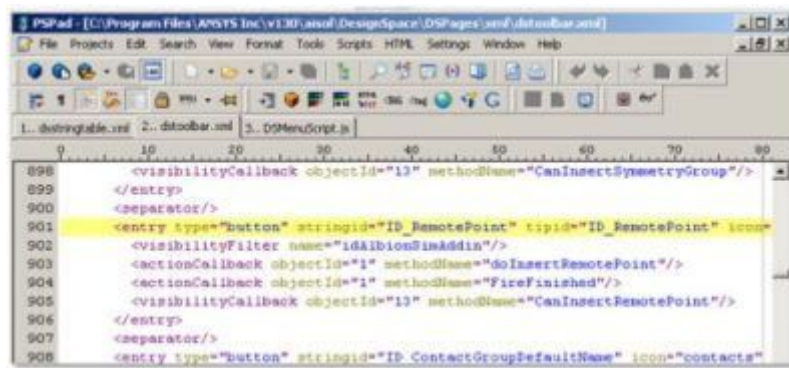 PSPad - [C:\Program Files\ANSYS Inc\v130\aisol\DesignSpace\DSPages\xml\dstoolbar.xml]
File Projects Edit Search View Format Tools Scripts HTML Settings Window Help
1.. dsstringtable.xml 2.. dstoolbar.xml 3.. DSMenuScript.js
0 10 20 30 40 50 60 70 80
898 <visibilityCallback objectId="13" methodName="CanInsertSymmetryGroup"/>
899 </entry>
900 <separator/>
901 <entry type="button" stringid="ID_RemotePoint" tipid="ID_RemotePoint" icon=
902 <visibilityFilter name="idAlbionSimAddin"/>
903 <actionCallback objectId="1" methodName="doInsertRemotePoint"/>
904 <actionCallback objectId="1" methodName="FireFinished"/>
905 <visibilityCallback objectId="13" methodName="CanInsertRemotePoint"/>
906 </entry>
907 <separator/>
908 <entry type="button" stringid="ID_ContactGroupDefaultName" icon="contacts"